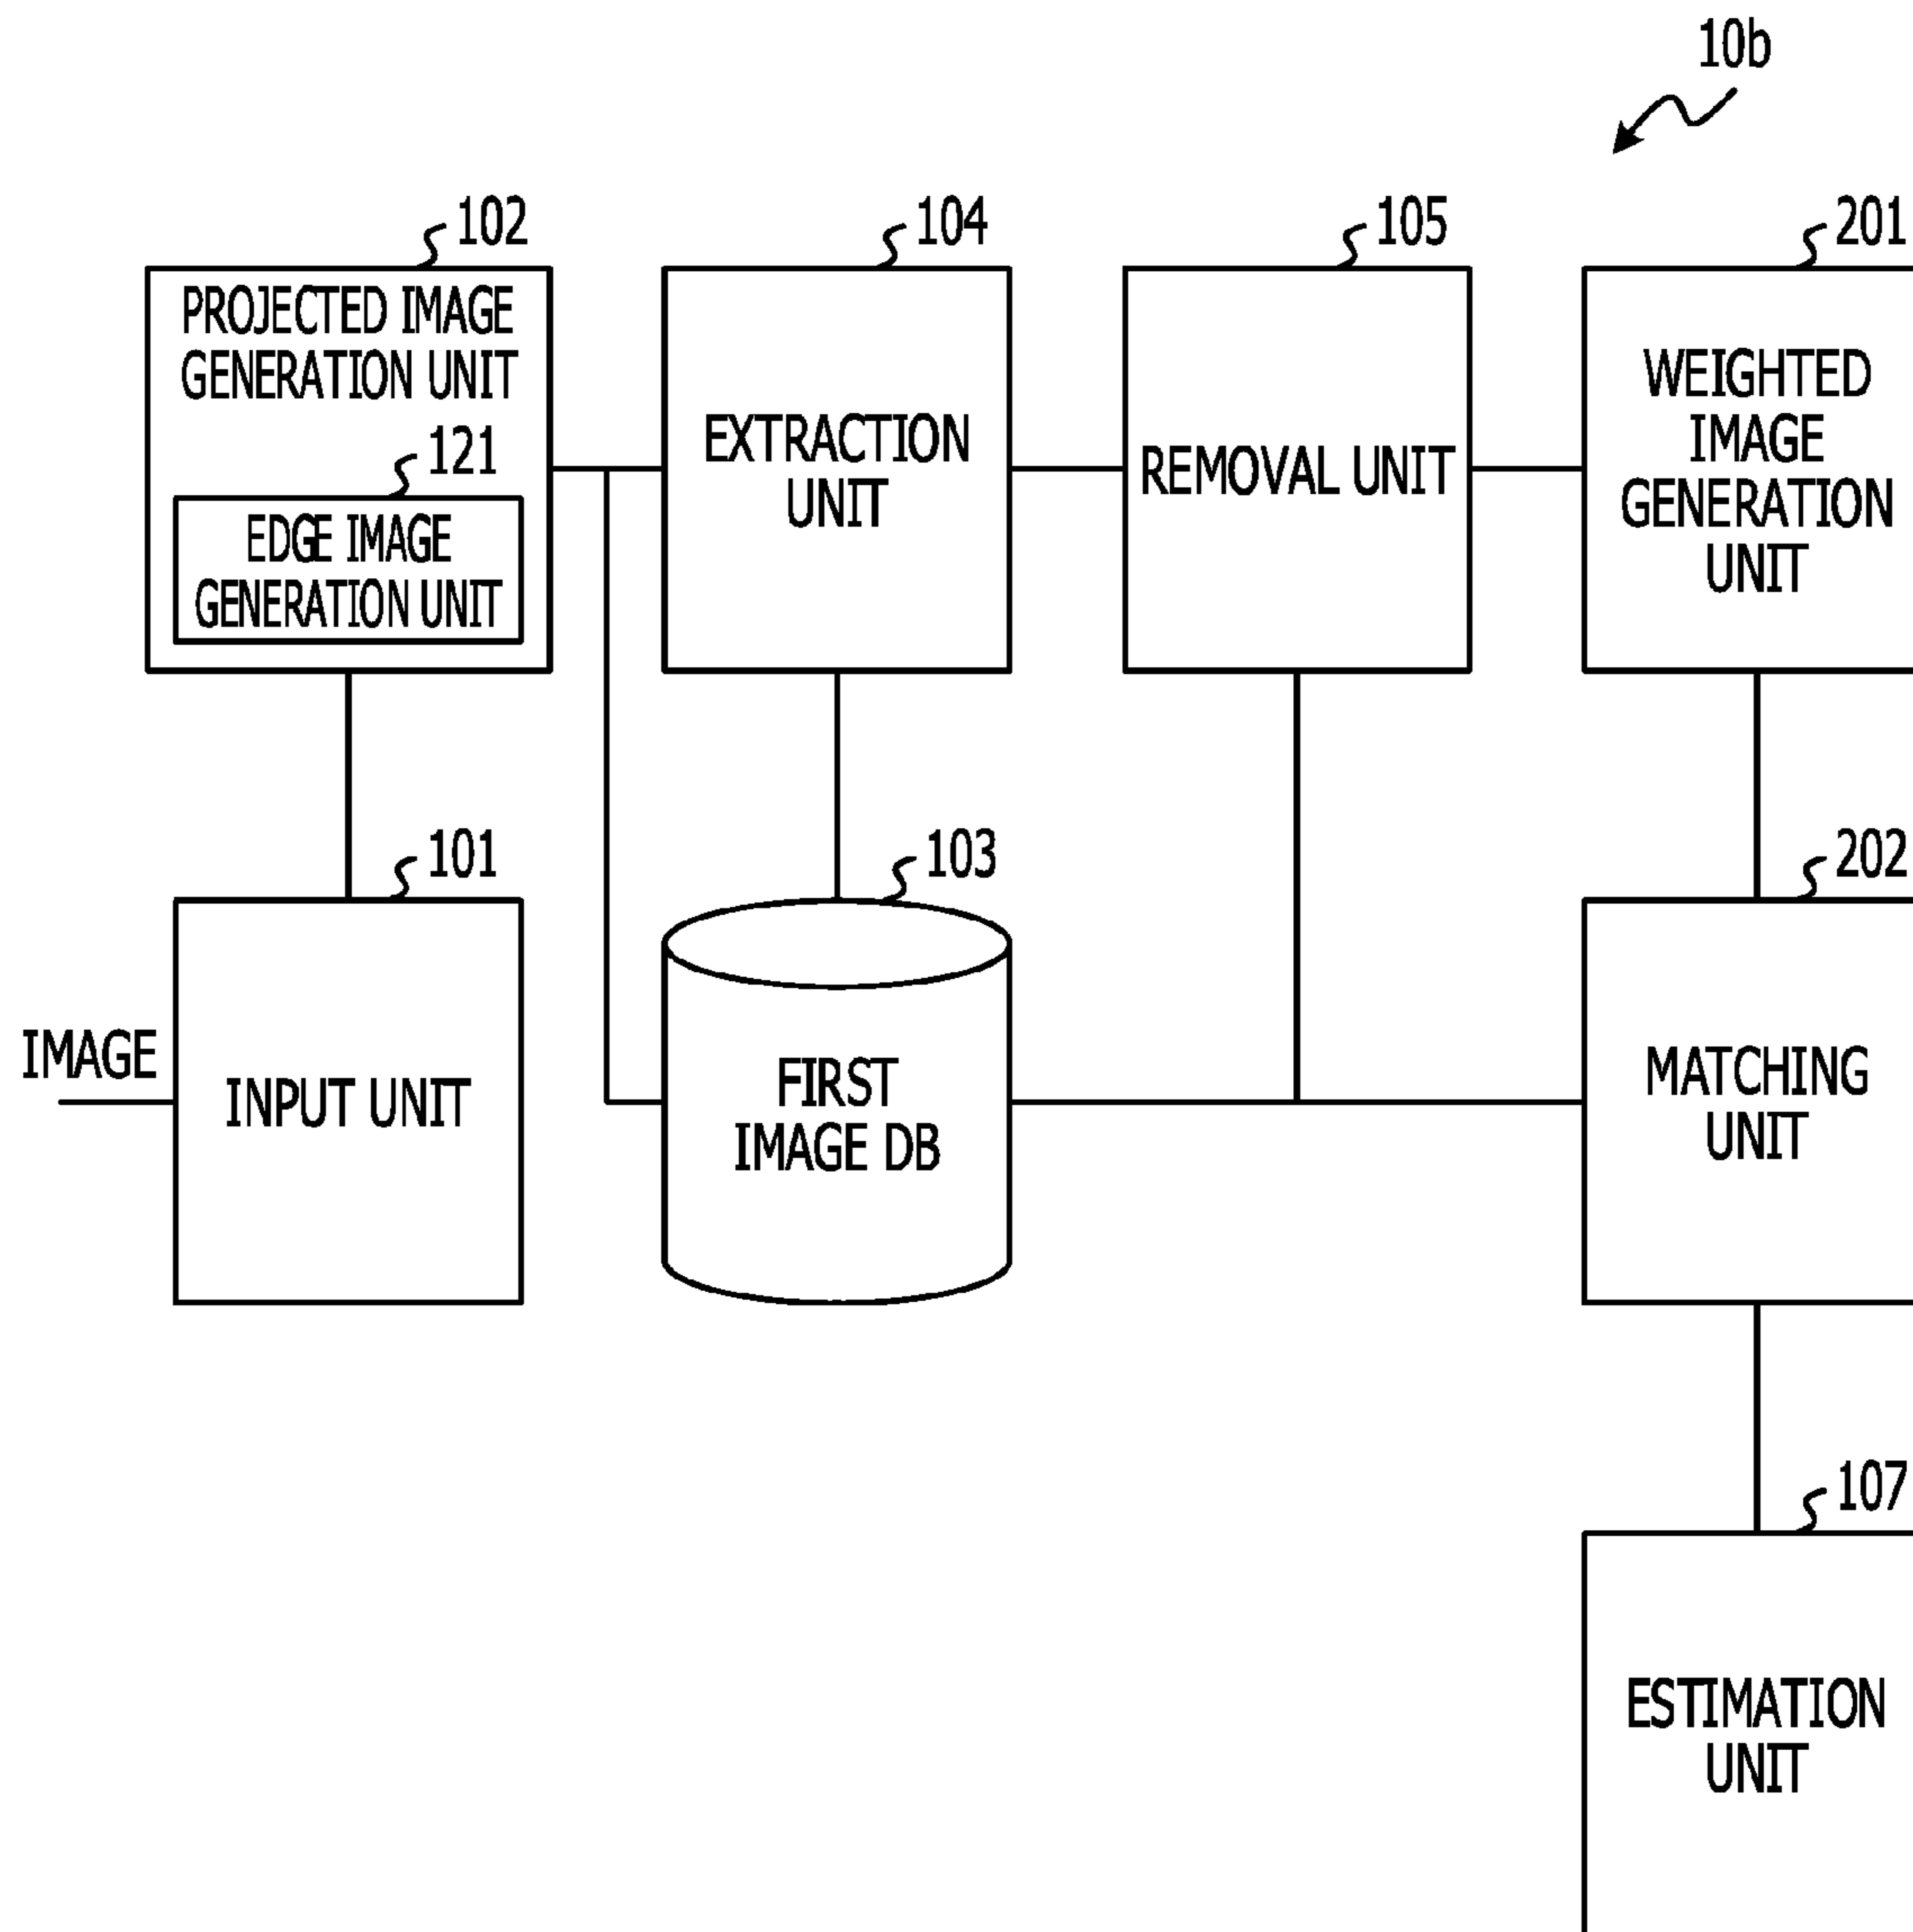 10b
102
104
105
201
PROJECTED IMAGE
GENERATION UNIT
121
EDGE IMAGE
GENERATION UNIT
EXTRACTION
UNIT
REMOVAL UNIT
WEIGHTED
IMAGE
GENERATION
UNIT
101
103
202
IMAGE
INPUT UNIT
FIRST
IMAGE DB
MATCHING
UNIT
107
ESTIMATION
UNIT